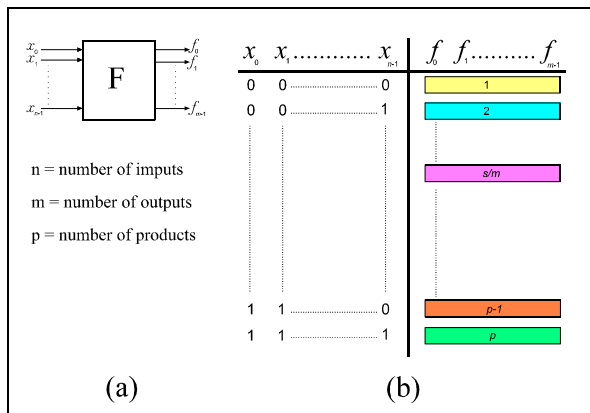 x0 f0
x1 F f1
xn-1 fm-1
n = number of imputs
m = number of outputs
p = number of products
(a)
x0 x1 ............. xn-1 f0 f1 ......... fm-1
0 0 ........ 0 1
0 0 ........ 1 2
s/m
1 1 ........ 0 p-1
1 1 ........ 1 p
(b)